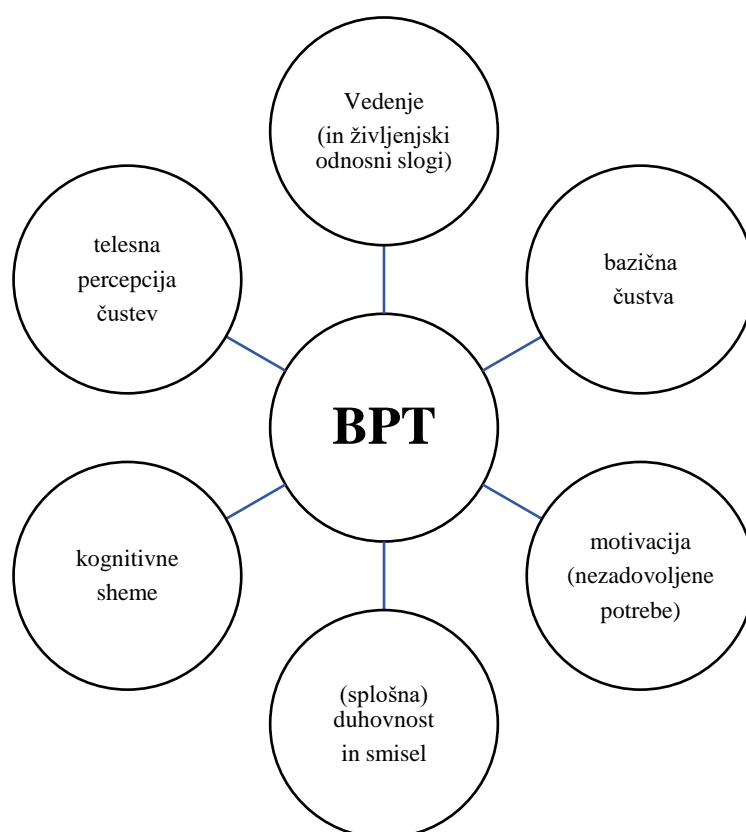 Vedenje
(in življenjski
odnosni slogi)
telesna
percepcija
čustev
bazična
čustva
BPT
kognitivne
sheme
motivacija
(nezadovoljene
potrebe)
(splošna)
duhovnost
in smisel